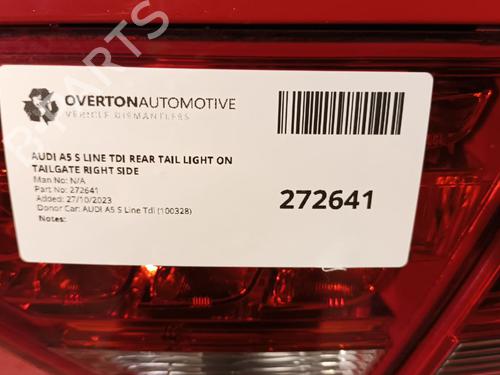 OVERTONAUTOMOTIVE
VEHICLE DISMANTLERS
AUDI A5 S LINE TDI REAR TAIL LIGHT ON
TAILGATE RIGHT SIDE
Man No: N/A
Part No: 272641
Added: 27/10/2023
Donor Car: AUDI A5 S Line Tdi (100328)
Notes:
272641